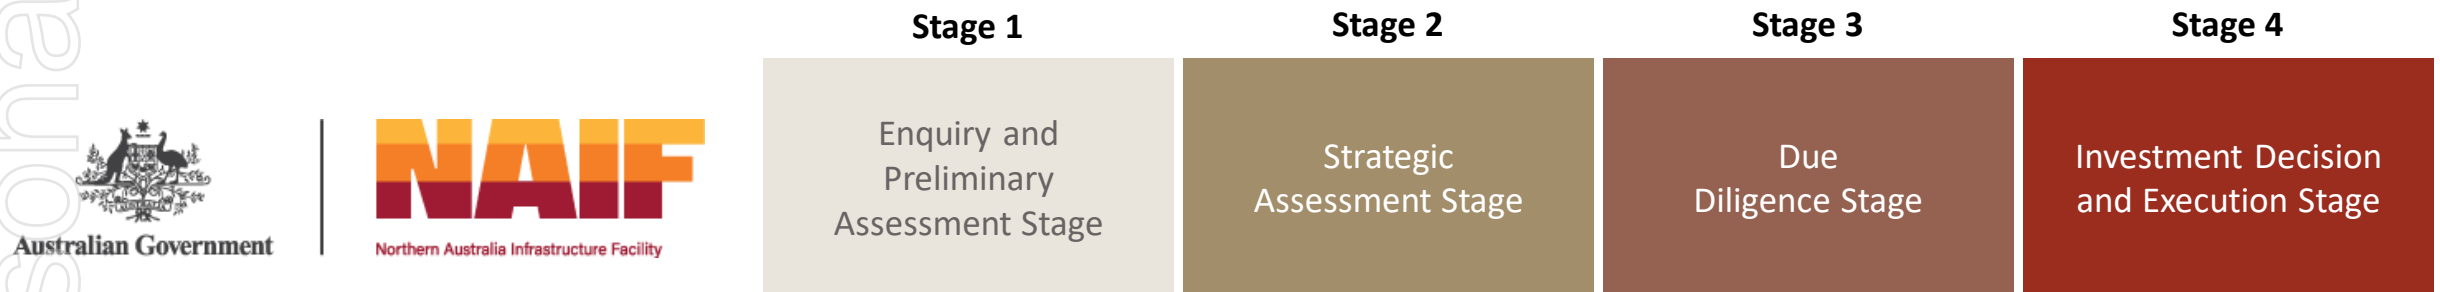 Stage 1
Stage 2
Stage 3
Stage 4
Australian Government
NAIF
Northern Australia Infrastructure Facility
Enquiry and
Preliminary
Assessment Stage
Strategic
Assessment Stage
Due
Diligence Stage
Investment Decision
and Execution Stage